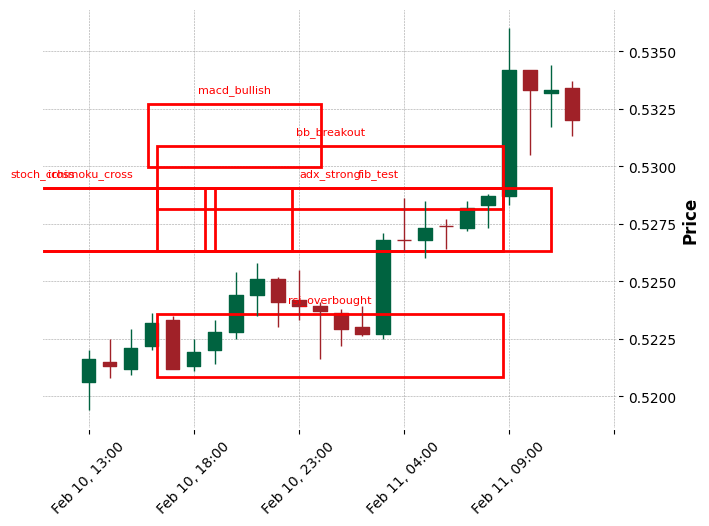 macd_bullish
bb_breakout
stoch_cross
ichimoku_cross
adx_strong
fib_test
rsi_overbought
0.5350
0.5325
0.5300
0.5275
0.5250
0.5225
0.5200
Price
Feb 10, 13:00
Feb 10, 18:00
Feb 10, 23:00
Feb 11, 04:00
Feb 11, 09:00